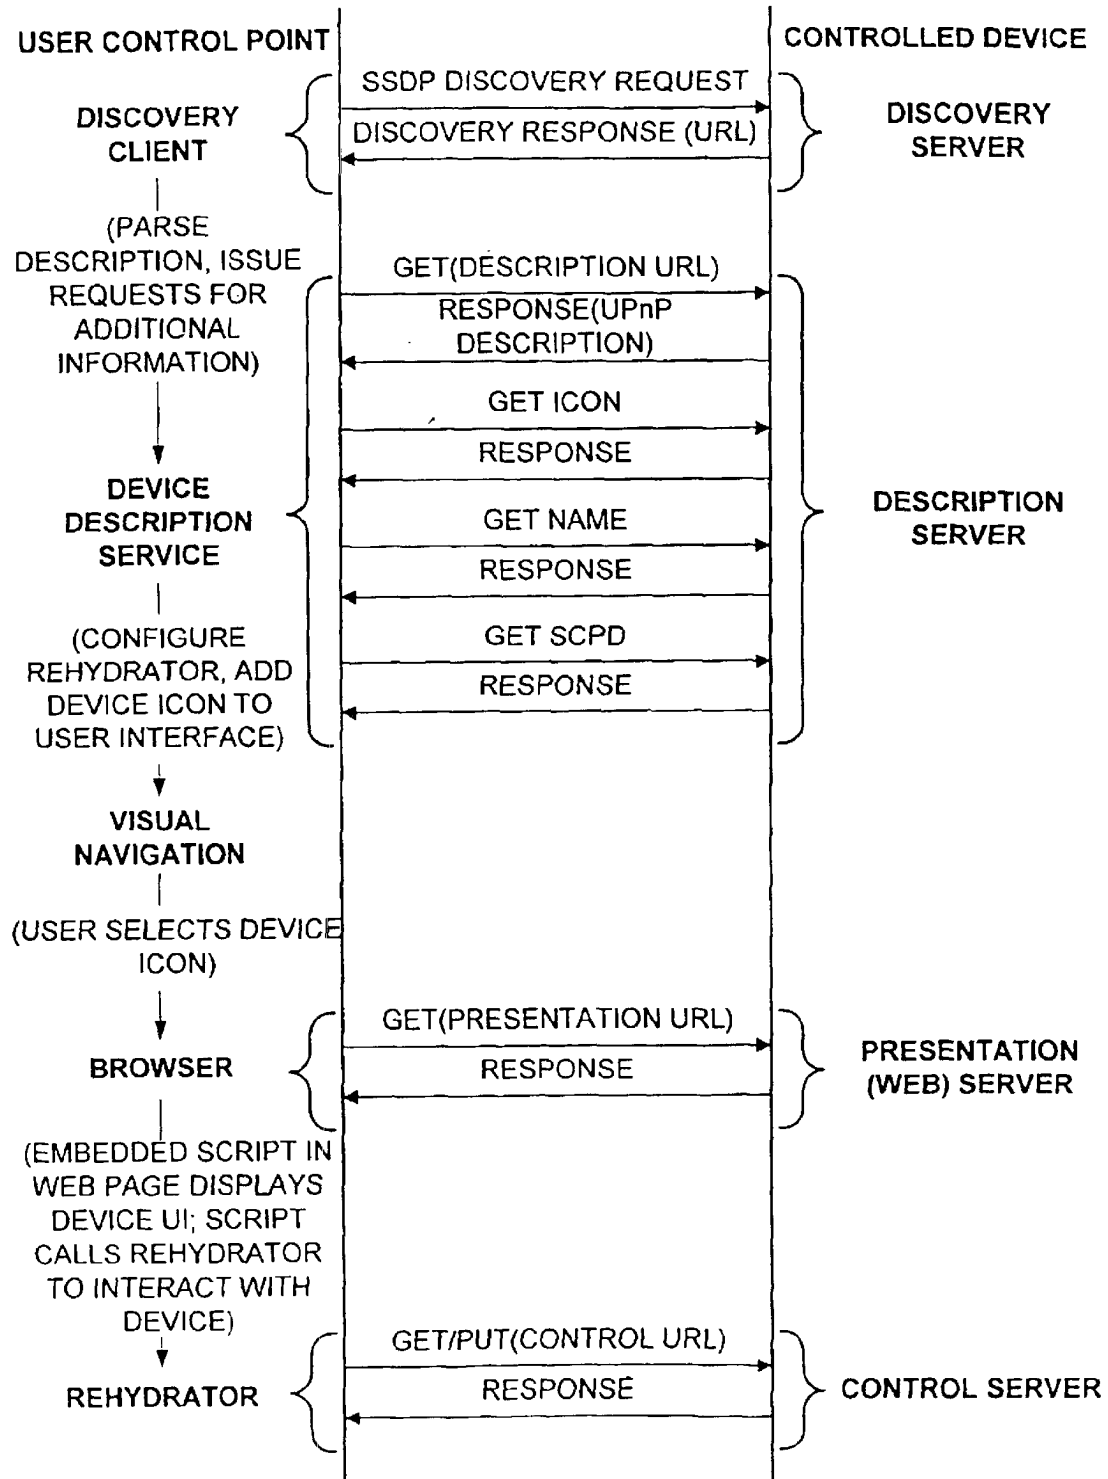 USER CONTROL POINT
CONTROLLED DEVICE
SSDP DISCOVERY REQUEST
DISCOVERY
CLIENT
DISCOVERY RESPONSE (URL)
DISCOVERY
SERVER
(PARSE
DESCRIPTION, ISSUE
REQUESTS FOR
ADDITIONAL
INFORMATION)
GET(DESCRIPTION URL)
RESPONSE(UPnP
DESCRIPTION)
GET ICON
RESPONSE
DEVICE
DESCRIPTION
SERVICE
GET NAME
RESPONSE
DESCRIPTION
SERVER
(CONFIGURE
REHYDRATOR, ADD
DEVICE ICON TO
USER INTERFACE)
GET SCPD
RESPONSE
VISUAL
NAVIGATION
(USER SELECTS DEVICE
ICON)
GET(PRESENTATION URL)
BROWSER
RESPONSE
PRESENTATION
(WEB) SERVER
(EMBEDDED SCRIPT IN
WEB PAGE DISPLAYS
DEVICE UI; SCRIPT
CALLS REHYDRATOR
TO INTERACT WITH
DEVICE)
GET/PUT(CONTROL URL)
REHYDRATOR
RESPONSE
CONTROL SERVER